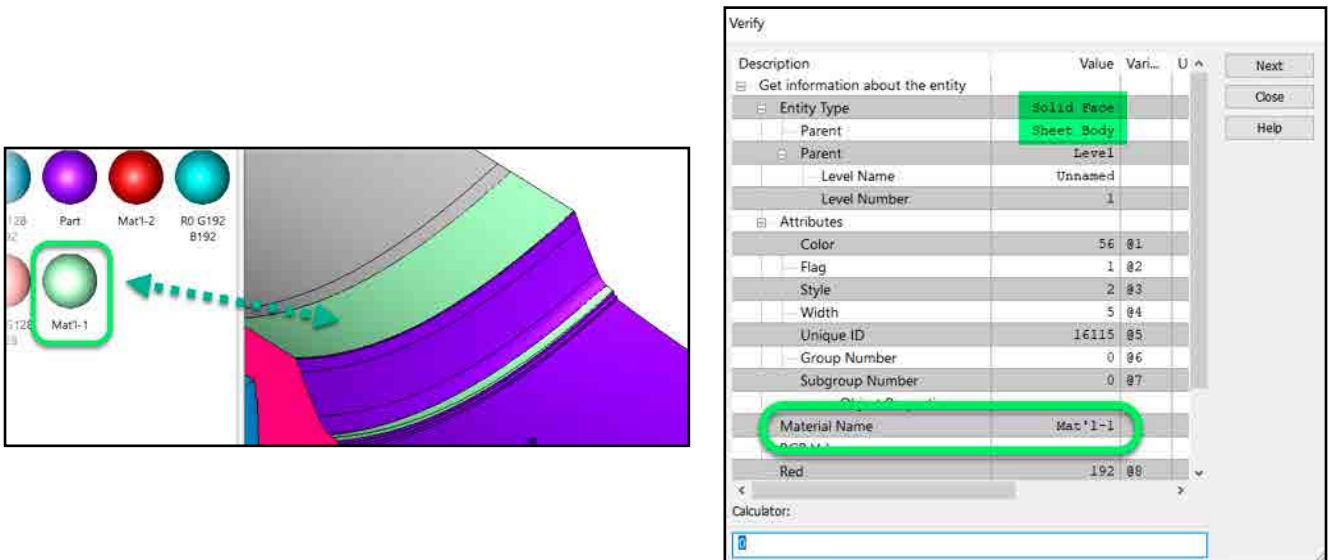 Part Mat'l-2 R0 G192
B192
Mat'l-1
Verify
Description Value Vari... U
Get information about the entity
Entity Type Solid Face
Parent Sheet Body
Parent Level
Level Name Unnamed
Level Number 1
Attributes
Color 56 @1
Flag 1 @2
Style 2 @3
Width 5 @4
Unique ID 16115 @5
Group Number 0 @6
Subgroup Number 0 @7
Material Name Mat'l-1
Red 192 @8
Calculator:
0
Next
Close
Help